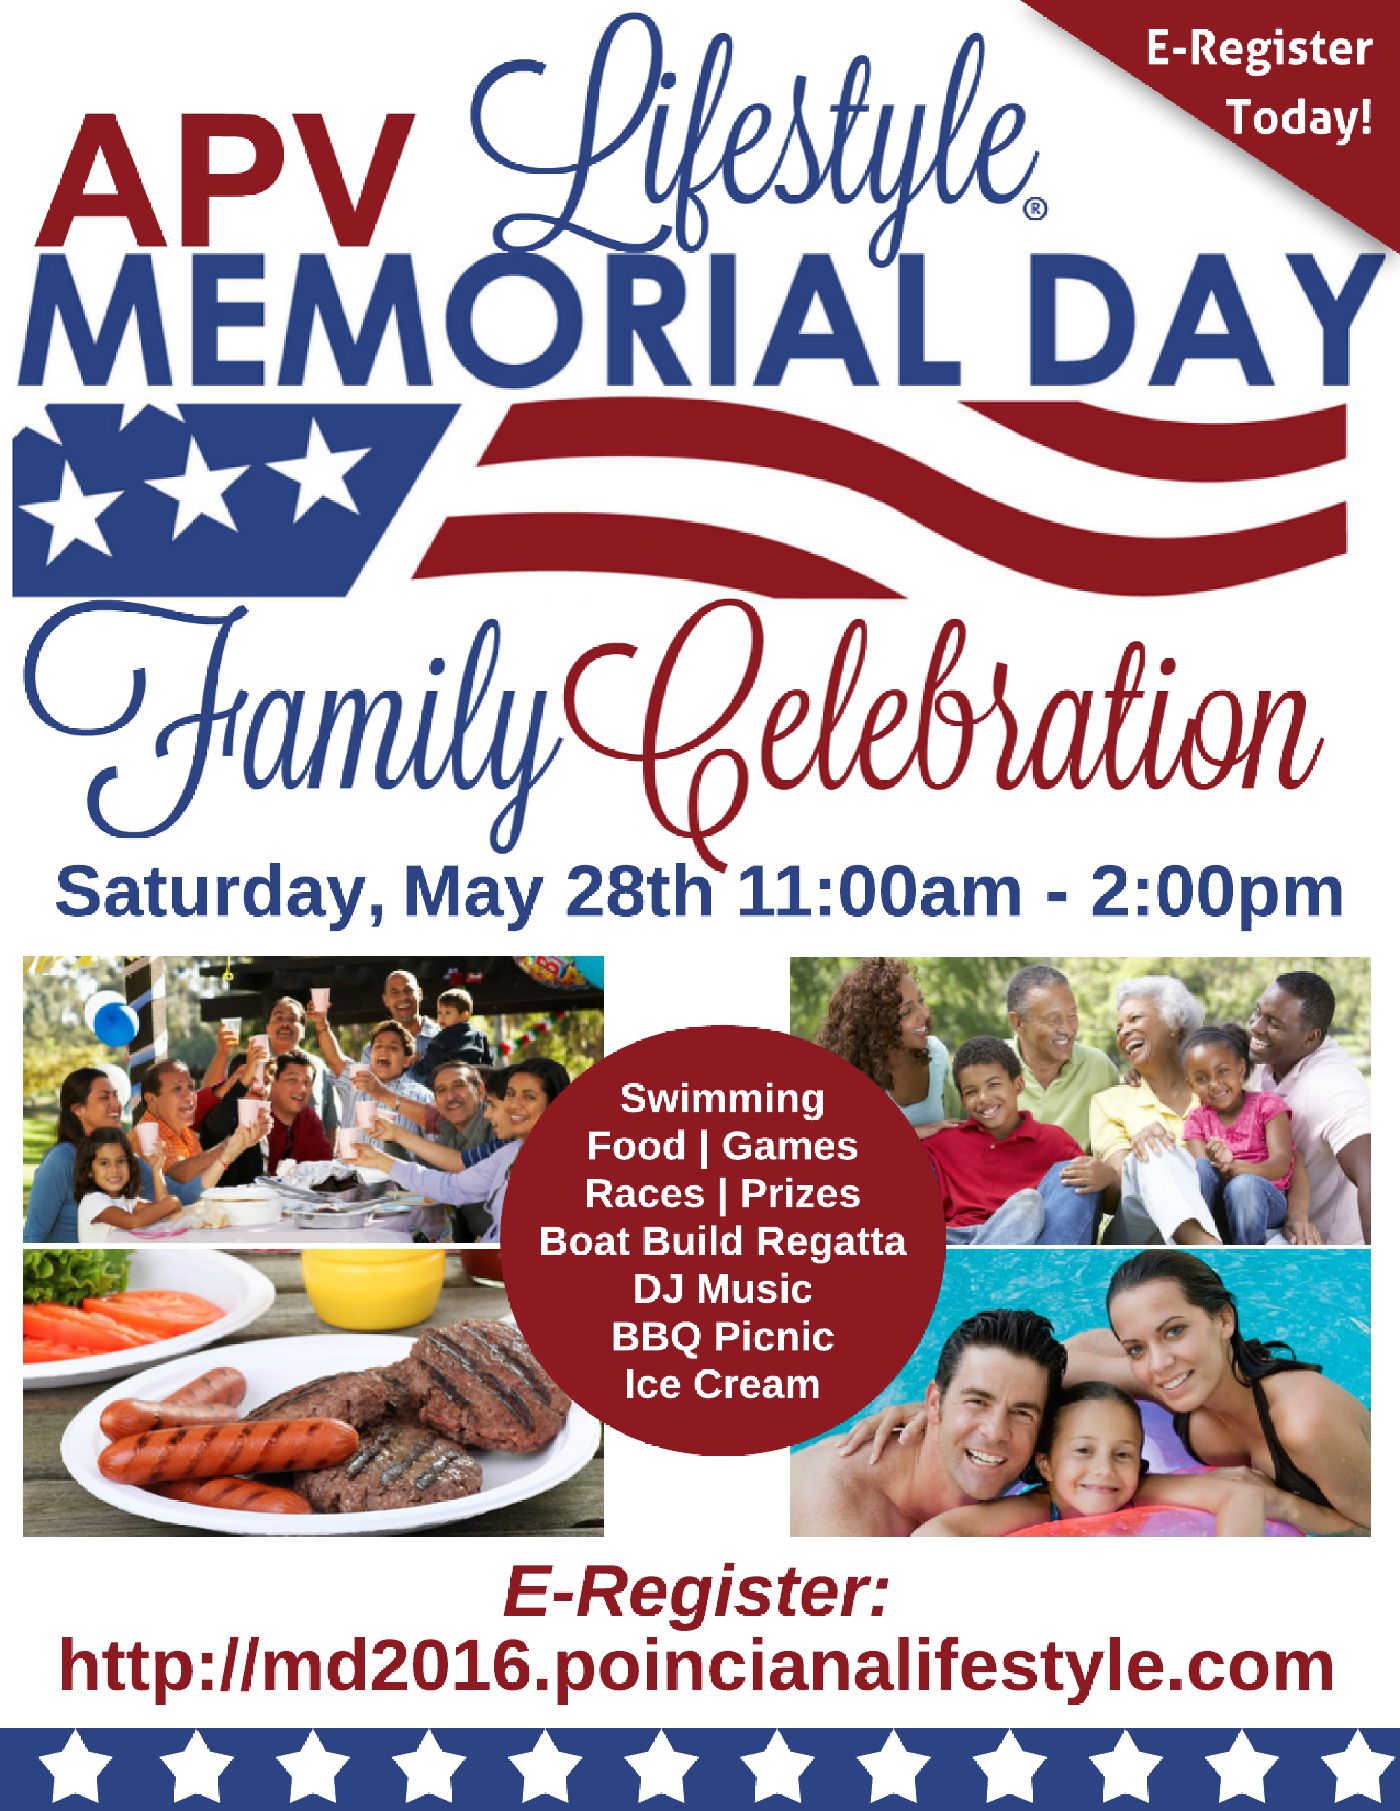 E-Register
Today!
APV Lifestyle®
MEMORIAL DAY
Family Celebration
Saturday, May 28th 11:00am - 2:00pm
Swimming
Food | Games
Races | Prizes
Boat Build Regatta
DJ Music
BBQ Picnic
Ice Cream
E-Register:
http://md2016.poincianalifestyle.com